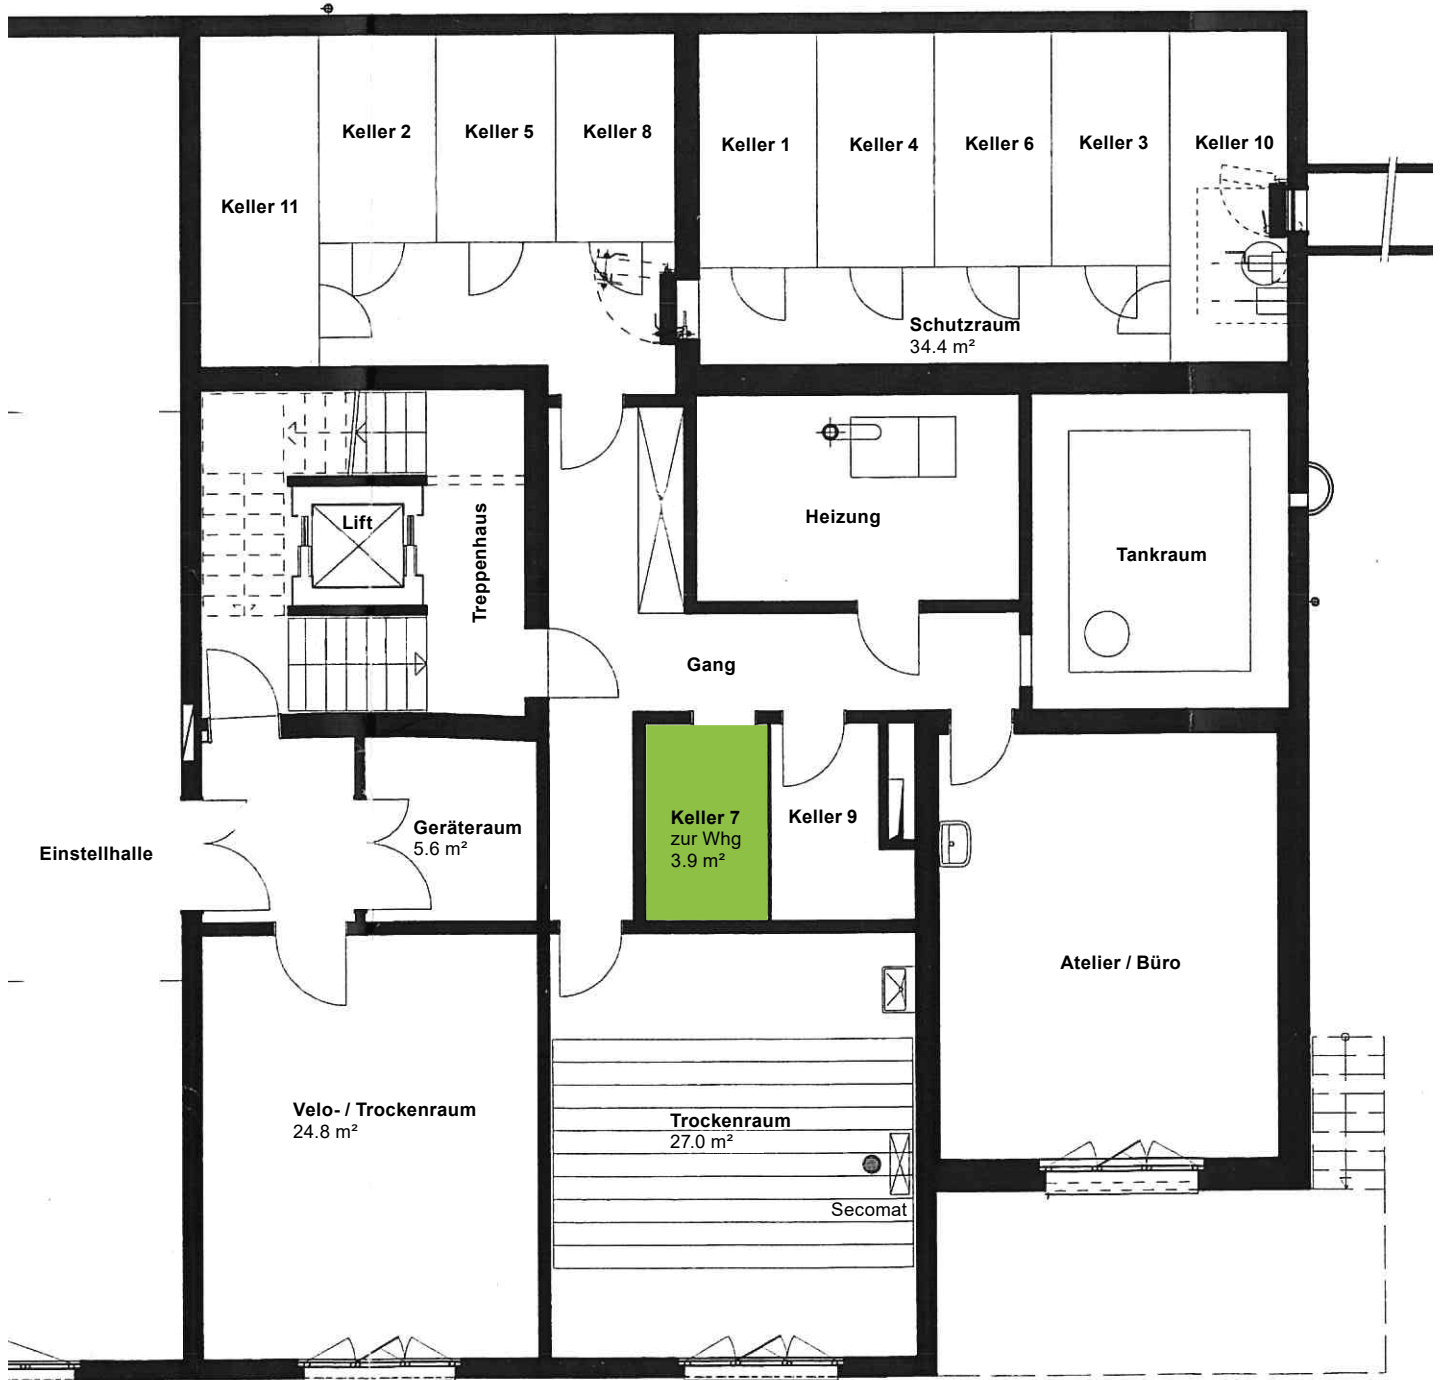 Keller 2
Keller 5
Keller 8
Keller 1
Keller 4
Keller 6
Keller 3
Keller 10
Keller 11
Schutzraum
34.4 m²
Lift
Treppenhaus
Heizung
Tankraum
Gang
Keller 7
zur Whg
3.9 m²
Keller 9
Geräteraum
5.6 m²
Einstellhalle
Atelier / Büro
Velo- / Trockenraum
24.8 m²
Trockenraum
27.0 m²
Secomat